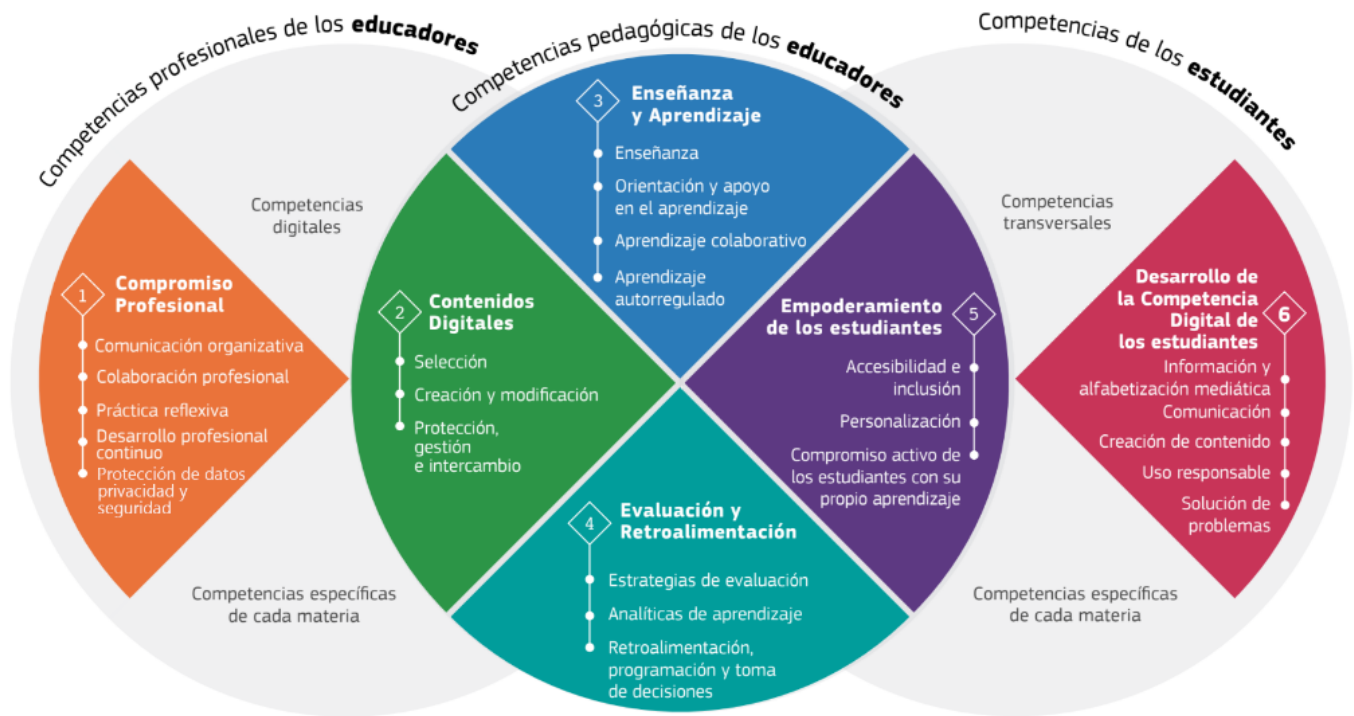 Competencias profesionales de los educadores
Competencias pedagógicas de los educadores
Competencias de los estudiantes
Competencias
digitales
1
Compromiso
Profesional
Comunicación organizativa
Colaboración profesional
Práctica reflexiva
Desarrollo profesional
continuo
Protección de datos
privacidad y
seguridad
Competencias específicas
de cada materia
2
Contenidos
Digitales
Selección
Creación y modificación
Protección,
gestión
e intercambio
3
Enseñanza
y Aprendizaje
Enseñanza
Orientación y apoyo
en el aprendizaje
Aprendizaje colaborativo
Aprendizaje
autorregulado
4
Evaluación y
Retroalimentación
Estrategias de evaluación
Analíticas de aprendizaje
Retroalimentación,
programación y toma
de decisiones
5
Empoderamiento
de los estudiantes
Accesibilidad e
inclusión
Personalización
Compromiso activo de
los estudiantes con su
propio aprendizaje
Competencias
transversales
6
Desarrollo de
la Competencia
Digital de
los estudiantes
Información y
alfabetización mediática
Comunicación
Creación de contenido
Uso responsable
Solución de
problemas
Competencias específicas
de cada materia